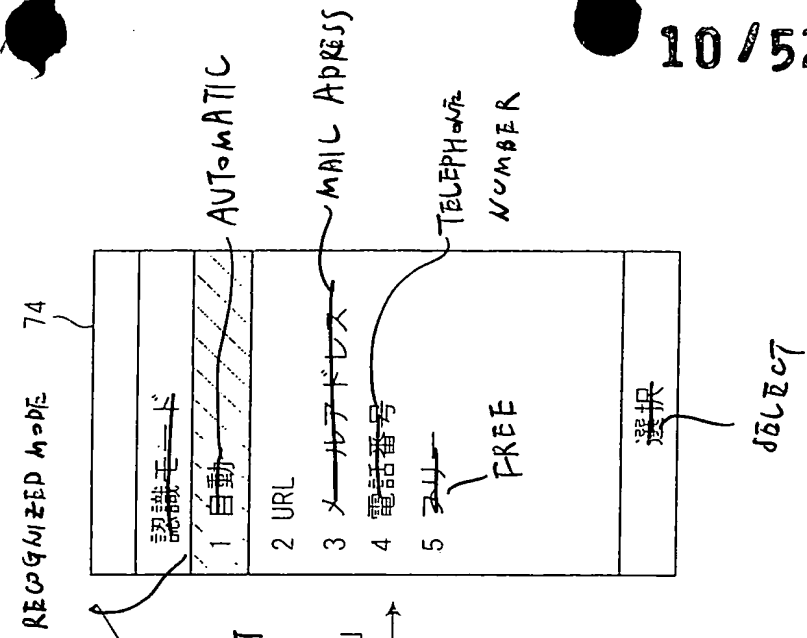 10/52
RECOGNIZED MODE
74
認識モード
1 自動
AUTOMATIC
2 URL
3 メールアドレス
MAIL ADRESS
4 電話番号
TELEPHONE
NUMBER
5 フリー
FREE
選択
SELECT